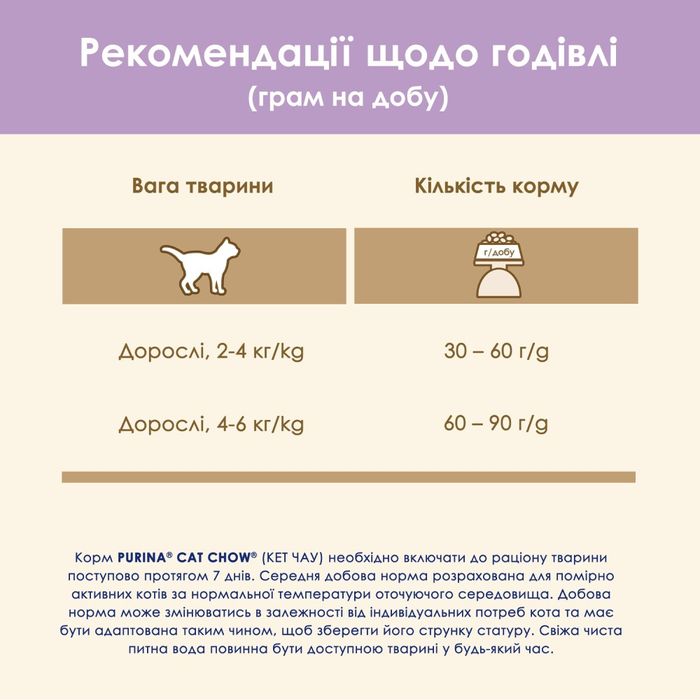 Рекомендації щодо годівлі
(грам на добу)
Вага тварини
Кількість корму
г/добу
Дорослі, 2-4 кг/kg
30 – 60 г/g
Дорослі, 4-6 кг/kg
60 – 90 г/g
Корм PURINA® CAT CHOW® (КЕТ ЧАУ) необхідно включати до раціону тварини
поступово протягом 7 днів. Середня добова норма розрахована для помірно
активних котів за нормальної температури оточуючого середовища. Добова
норма може змінюватись в залежності від індивідуальних потреб кота та має
бути адаптована таким чином, щоб зберегти його струнку статуру. Свіжа чиста
питна вода повинна бути доступною тварині у будь-який час.